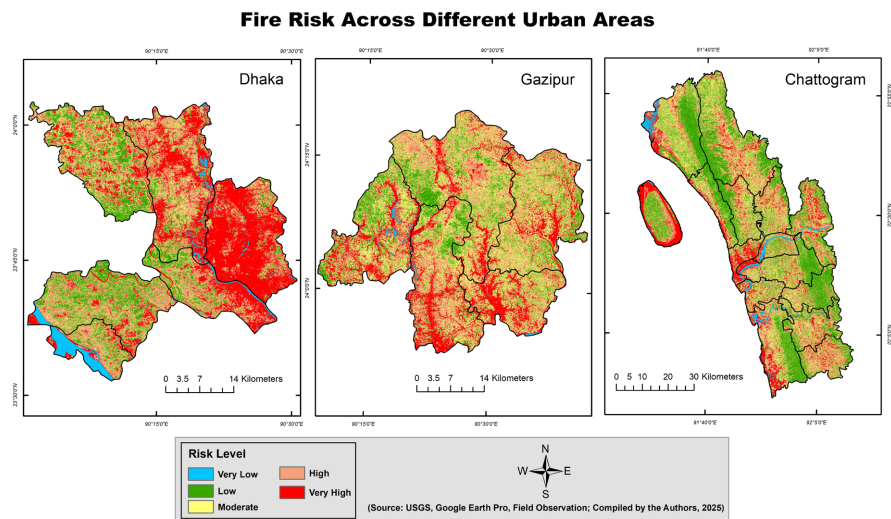 Fire Risk Across Different Urban Areas
90°15'0"E 90°30'0"E
90°15'0"E 90°30'0"E
91°40'0"E 92°5'0"E
Dhaka
Gazipur
Chattogram
24°0'0"N
23°45'0"N
23°30'0"N
24°15'0"N
24°0'0"N
0 3.5 7 14 Kilometers
0 3.5 7 14 Kilometers
0 5 10 20 30 Kilometers
90°15'0"E 90°30'0"E
90°15'0"E 90°30'0"E
91°40'0"E 92°5'0"E
Risk Level
Very Low
Low
Moderate
High
Very High
N
W E
S
(Source: USGS, Google Earth Pro, Field Observation; Compiled by the Authors, 2025)